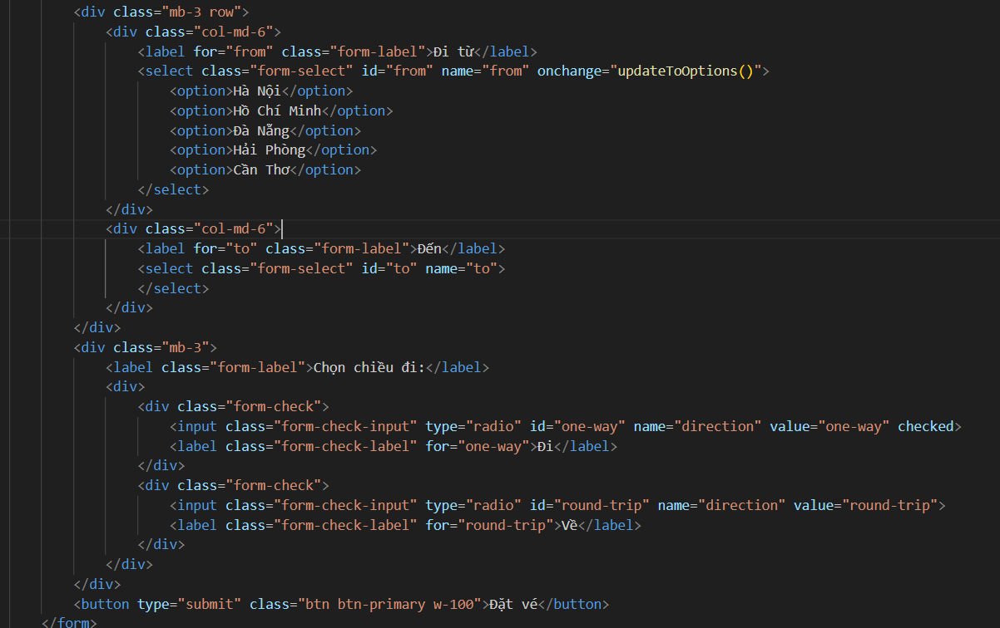 <div class="mb-3 row">
<div class="col-md-6">
<label for="from" class="form-label">Đi từ</label>
<select class="form-select" id="from" name="from" onchange="updateToOptions()">
<option>Hà Nội</option>
<option>Hồ Chí Minh</option>
<option>Đà Nẵng</option>
<option>Hải Phòng</option>
<option>Cần Thơ</option>
</select>
</div>
<div class="col-md-6">
<label for="to" class="form-label">Đến</label>
<select class="form-select" id="to" name="to">
</select>
</div>
</div>
<div class="mb-3">
<label class="form-label">Chọn chiều đi:</label>
<div>
<div class="form-check">
<input class="form-check-input" type="radio" id="one-way" name="direction" value="one-way" checked>
<label class="form-check-label" for="one-way">Đi</label>
</div>
<div class="form-check">
<input class="form-check-input" type="radio" id="round-trip" name="direction" value="round-trip">
<label class="form-check-label" for="round-trip">Về</label>
</div>
</div>
</div>
<button type="submit" class="btn btn-primary w-100">Đặt vé</button>
</form>